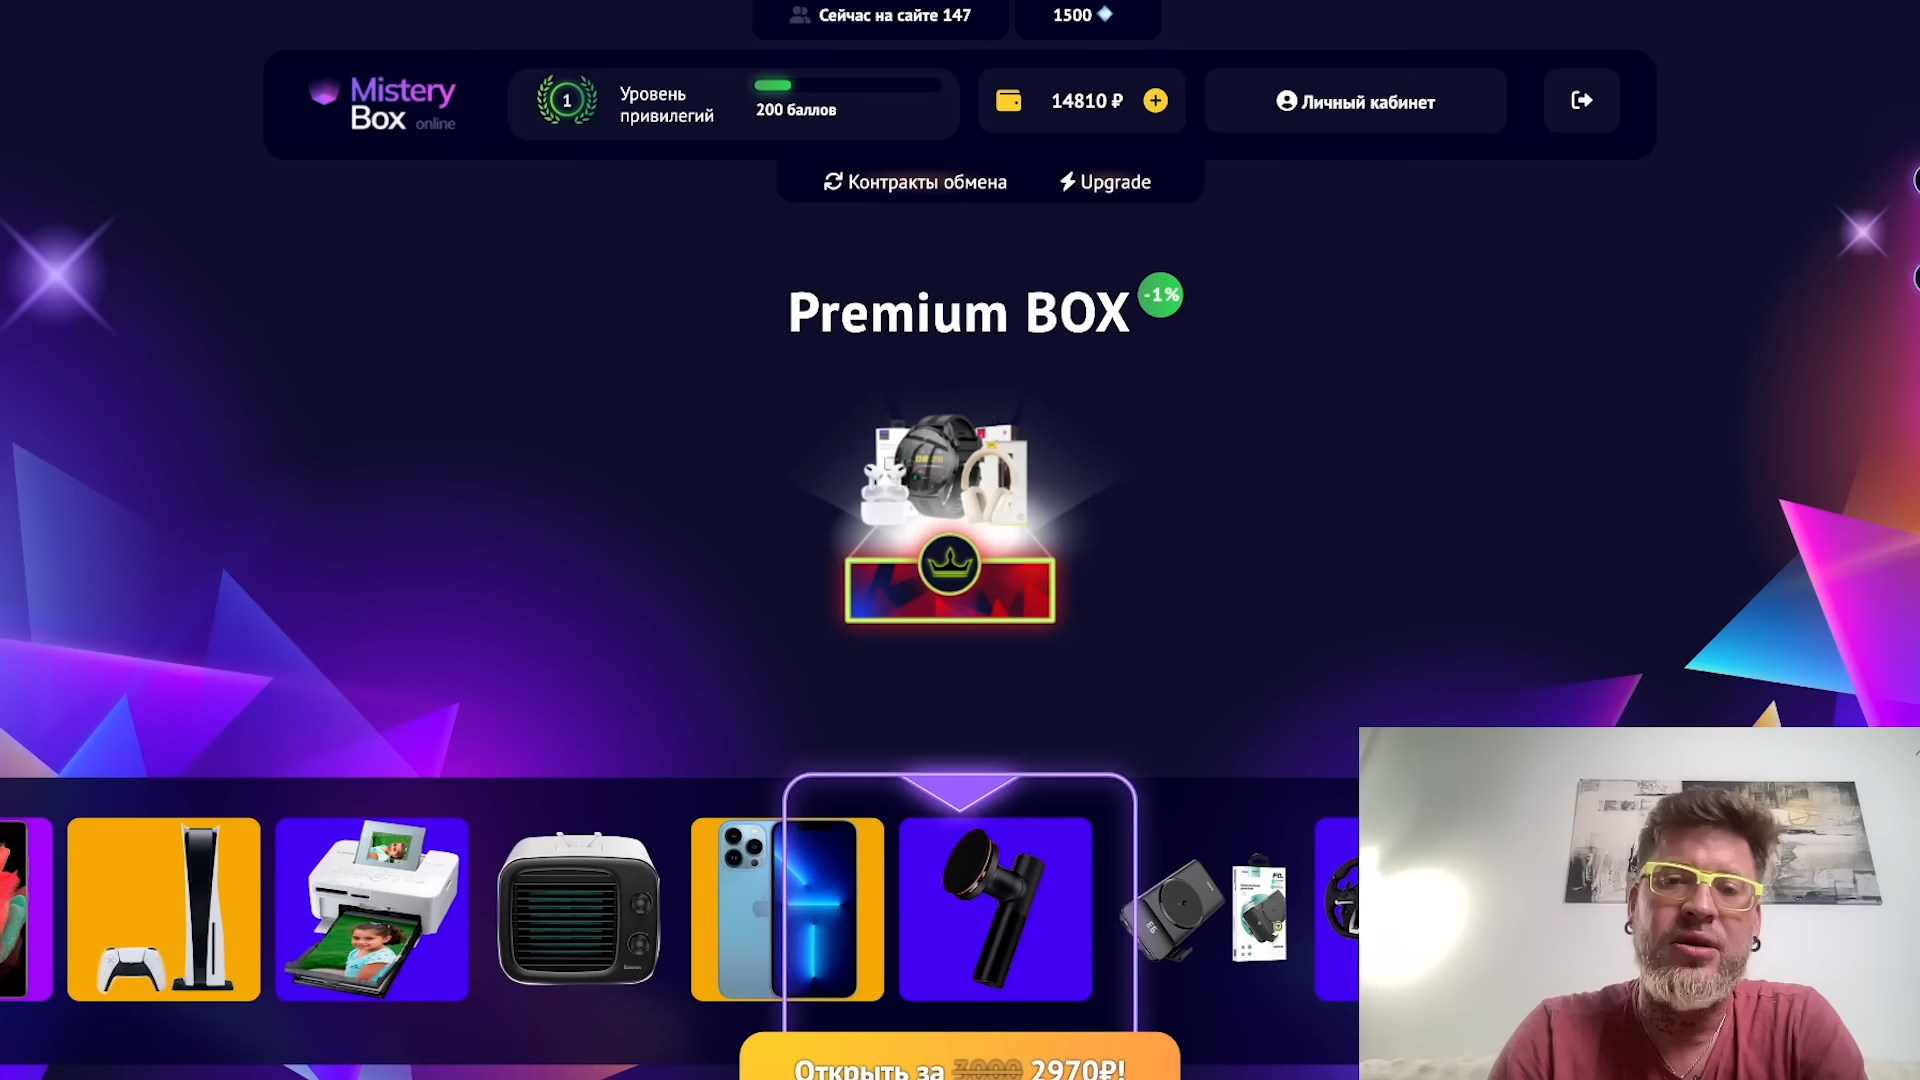 Сейчас на сайте 147
1500
Mistery
Box online
1
Уровень
привилегий
200 баллов
14810 ₽
Личный кабинет
Контракты обмена
Upgrade
Premium BOX
-1%
Открыть за 3000 2970₽!